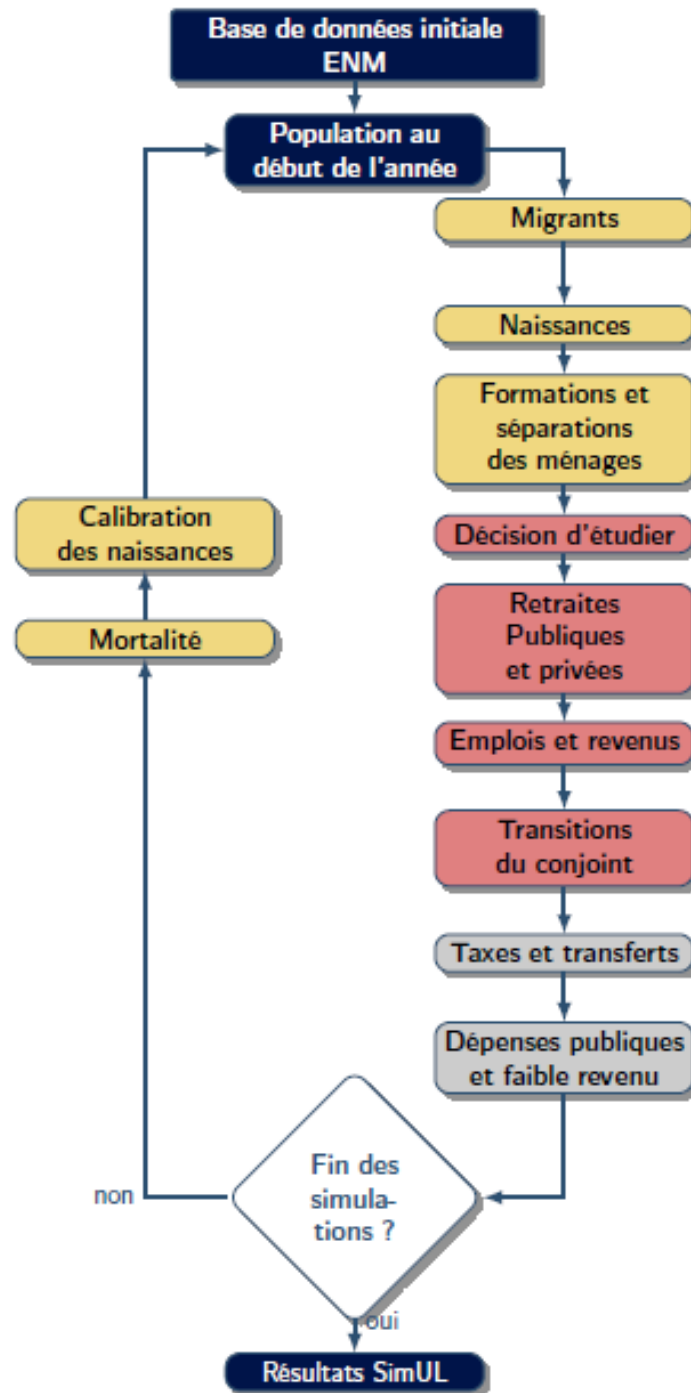 Base de données initiale
ENM
Population au
début de l'année
Migrants
Naissances
Formations et
séparations
des ménages
Décision d'étudier
Retraites
Publiques
et privées
Emplois et revenus
Transitions
du conjoint
Taxes et transferts
Dépenses publiques
et faible revenu
Fin des
simula-
tions ?
non
Mortalité
Calibration
des naissances
oui
Résultats SimUL